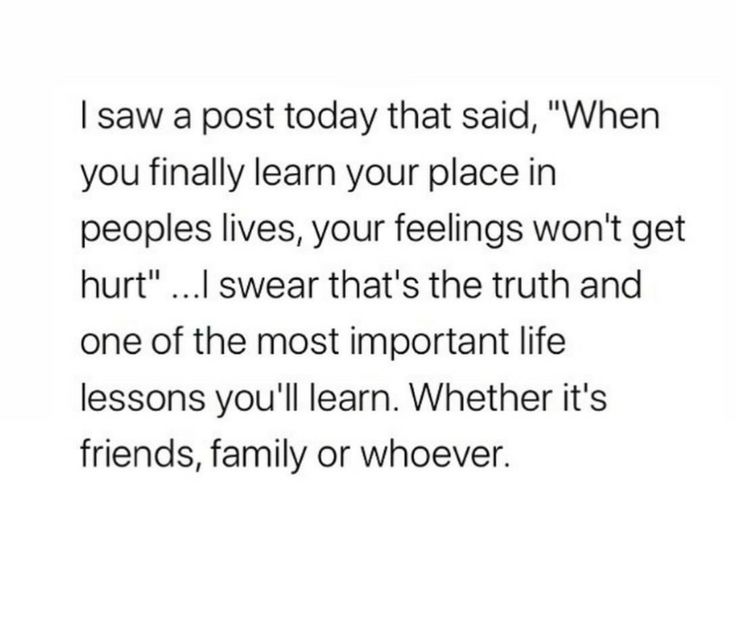 I saw a post today that said, "When
you finally learn your place in
peoples lives, your feelings won't get
hurt" ...I swear that's the truth and
one of the most important life
lessons you'll learn. Whether it's
friends, family or whoever.